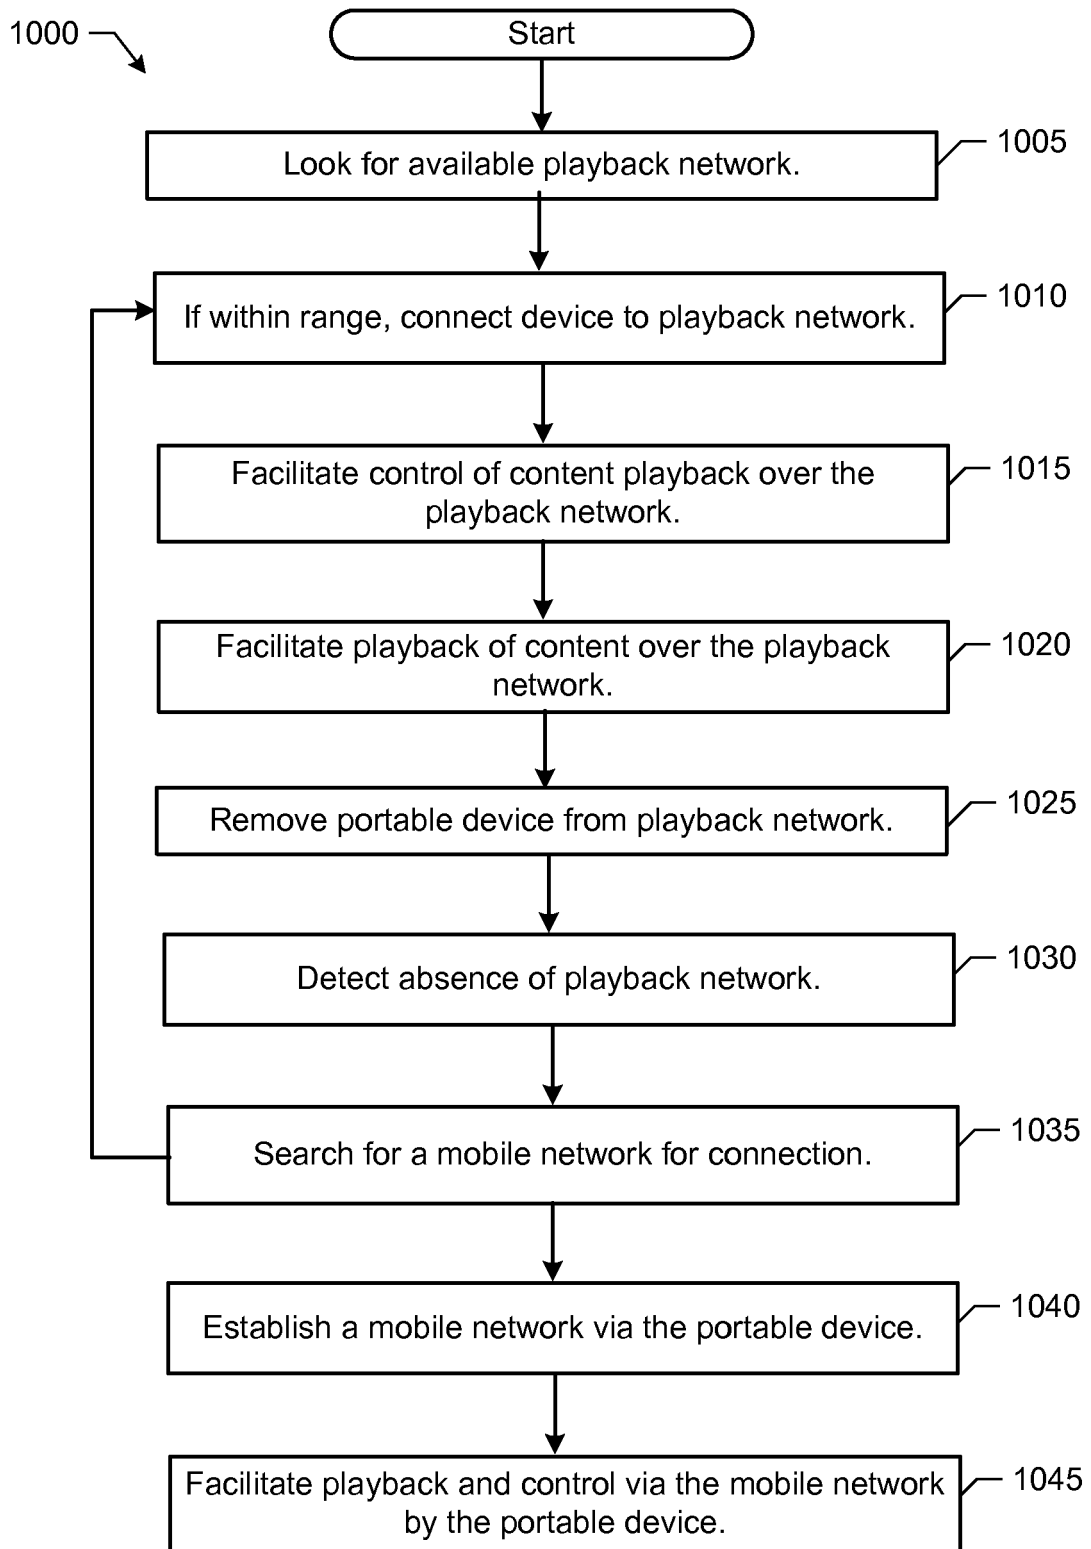 1000
Start
Look for available playback network.
1005
If within range, connect device to playback network.
1010
Facilitate control of content playback over the
playback network.
1015
Facilitate playback of content over the playback
network.
1020
Remove portable device from playback network.
1025
Detect absence of playback network.
1030
Search for a mobile network for connection.
1035
Establish a mobile network via the portable device.
1040
Facilitate playback and control via the mobile network
by the portable device.
1045